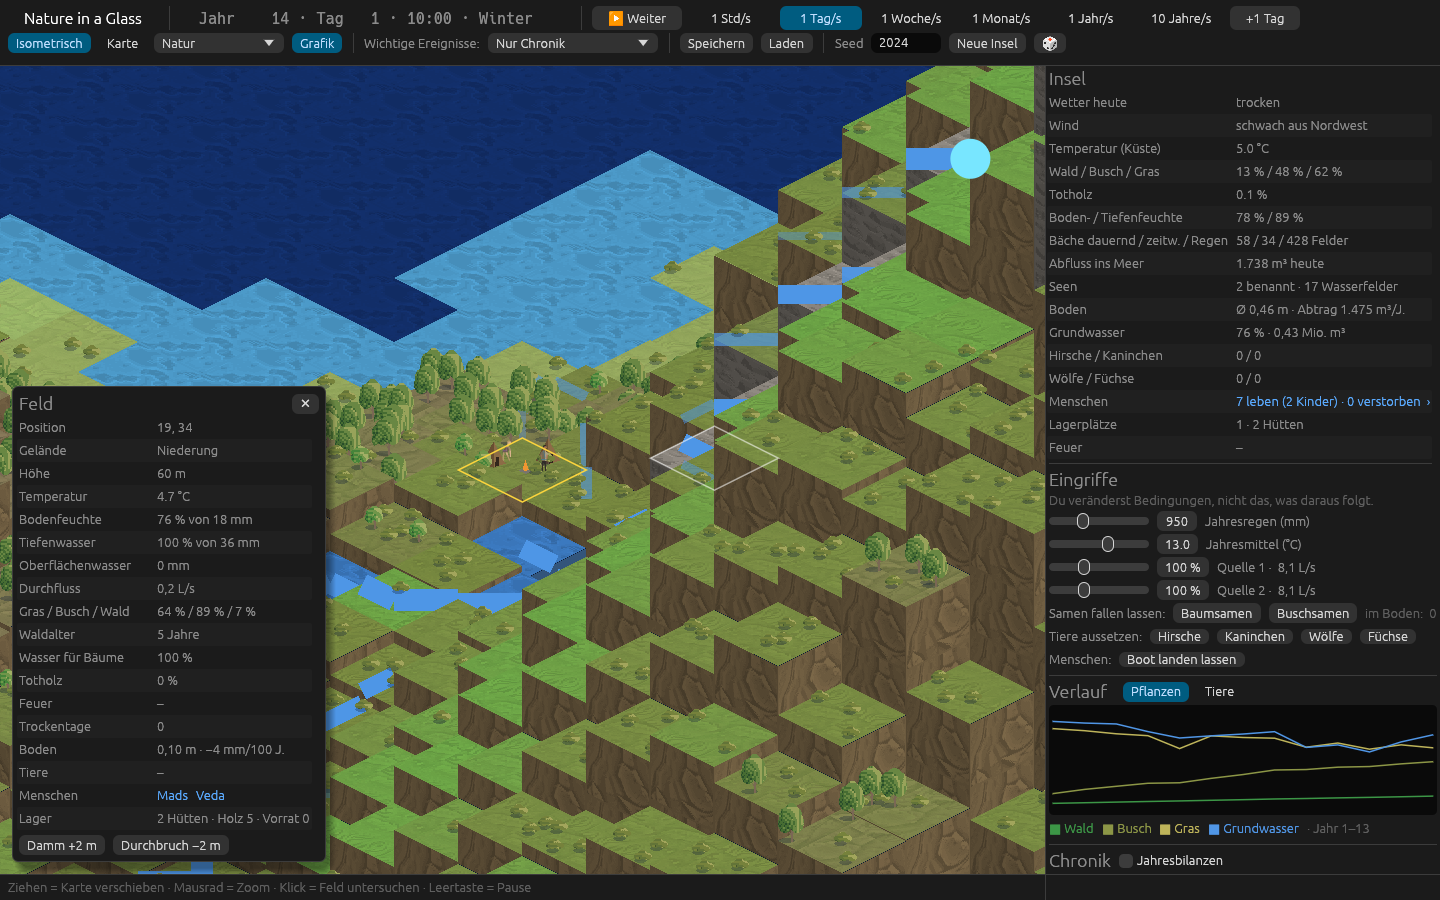 Nature in a Glass
Jahr 14 · Tag 1 · 10:00 · Winter
Weiter 1 Std/s 1 Tag/s 1 Woche/s 1 Monat/s 1 Jahr/s 10 Jahre/s +1 Tag
Isometrisch Karte Natur Grafik Wichtige Ereignisse: Nur Chronik Speichern Laden Seed 2024 Neue Insel
Feld ×
Position 19, 34
Gelände Niederung
Höhe 60 m
Temperatur 4.7 °C
Bodenfeuchte 76 % von 18 mm
Tiefenwasser 100 % von 36 mm
Oberflächenwasser 0 mm
Durchfluss 0,2 L/s
Gras / Busch / Wald 64 % / 89 % / 7 %
Waldalter 5 Jahre
Wasser für Bäume 100 %
Totholz 0 %
Feuer –
Trockentage 0
Boden 0,10 m · −4 mm/100 J.
Tiere –
Menschen Mads Veda
Lager 2 Hütten · Holz 5 · Vorrat 0
Damm +2 m Durchbruch −2 m
Insel
Wetter heute trocken
Wind schwach aus Nordwest
Temperatur (Küste) 5.0 °C
Wald / Busch / Gras 13 % / 48 % / 62 %
Totholz 0.1 %
Boden- / Tiefenfeuchte 78 % / 89 %
Bäche dauernd / zeitw. / Regen 58 / 34 / 428 Felder
Abfluss ins Meer 1.738 m³ heute
Seen 2 benannt · 17 Wasserfelder
Boden Ø 0,46 m · Abtrag 1.475 m³/J.
Grundwasser 76 % · 0,43 Mio. m³
Hirsche / Kaninchen 0 / 0
Wölfe / Füchse 0 / 0
Menschen 7 leben (2 Kinder) · 0 verstorben ›
Lagerplätze 1 · 2 Hütten
Feuer –
Eingriffe
Du veränderst Bedingungen, nicht das, was daraus folgt.
950 Jahresregen (mm)
13.0 Jahresmittel (°C)
100 % Quelle 1 · 8,1 L/s
100 % Quelle 2 · 8,1 L/s
Samen fallen lassen: Baumsamen Buschsamen im Boden: 0
Tiere aussetzen: Hirsche Kaninchen Wölfe Füchse
Menschen: Boot landen lassen
Verlauf Pflanzen Tiere
Wald Busch Gras Grundwasser · Jahr 1–13
Chronik Jahresbilanzen
Ziehen = Karte verschieben · Mausrad = Zoom · Klick = Feld untersuchen · Leertaste = Pause